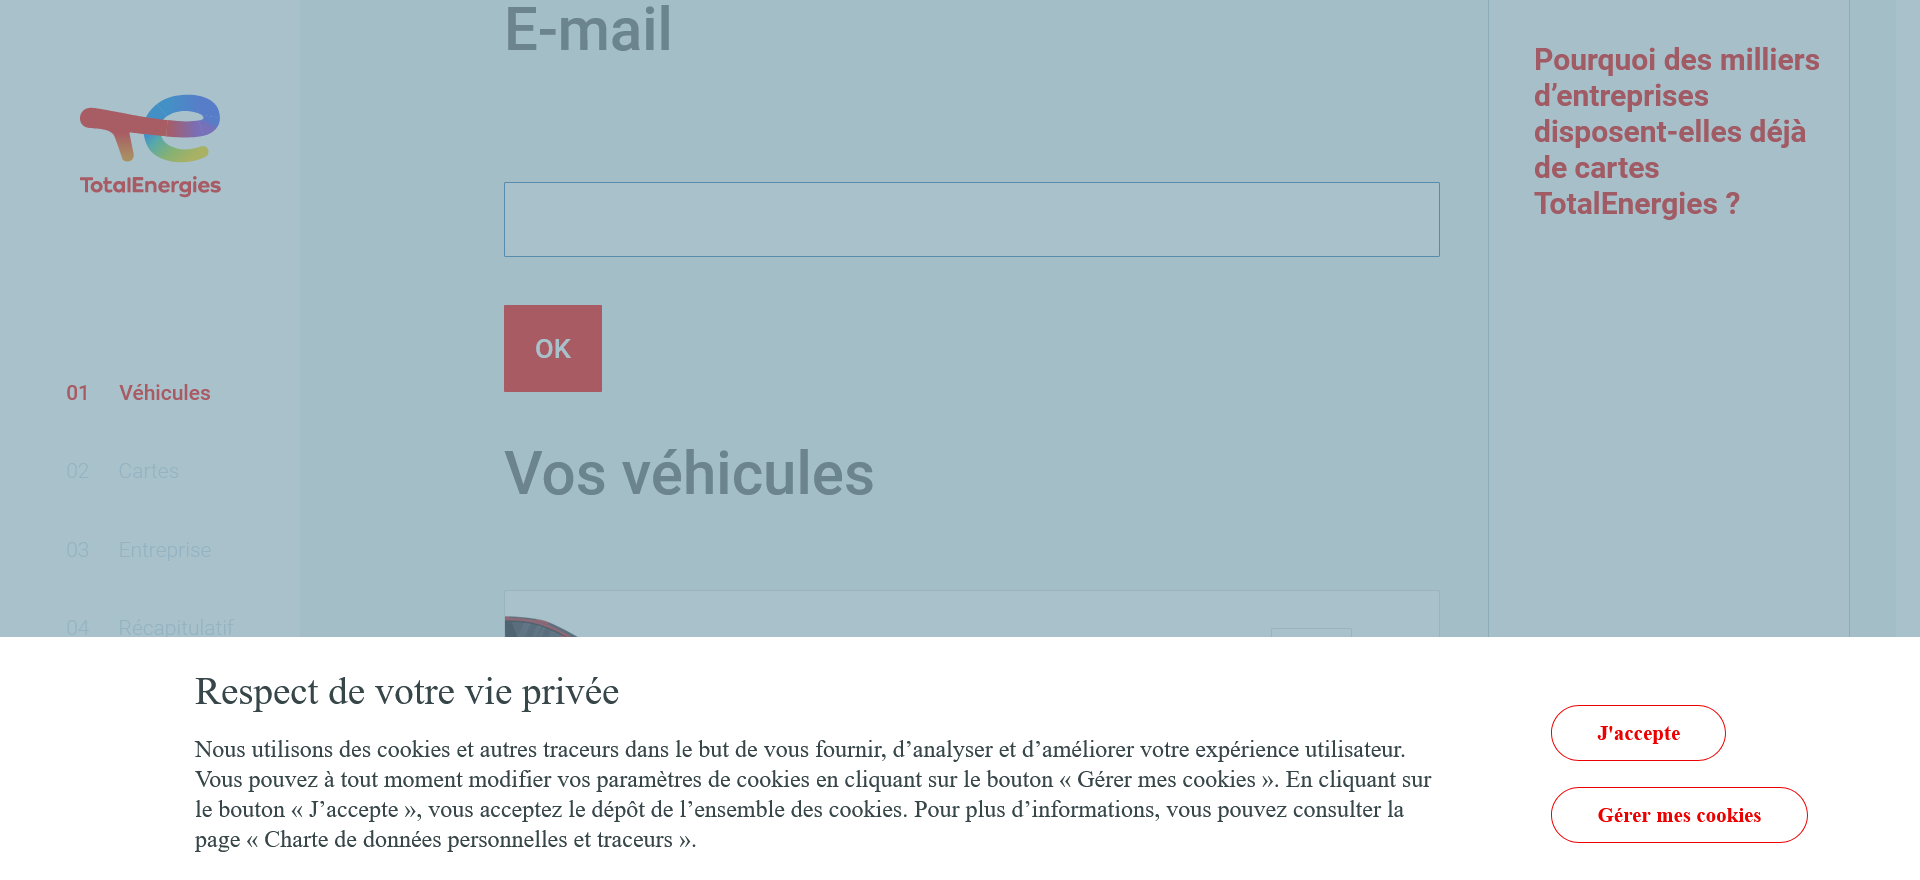 TotalEnergies
01 Véhicules
02 Cartes
03 Entreprise
04 Récapitulatif
E-mail
OK
Vos véhicules
Pourquoi des milliers
d’entreprises
disposent-elles déjà
de cartes
TotalEnergies ?
Respect de votre vie privée
Nous utilisons des cookies et autres traceurs dans le but de vous fournir, d’analyser et d’améliorer votre expérience utilisateur.
Vous pouvez à tout moment modifier vos paramètres de cookies en cliquant sur le bouton « Gérer mes cookies ». En cliquant sur
le bouton « J’accepte », vous acceptez le dépôt de l’ensemble des cookies. Pour plus d’informations, vous pouvez consulter la
page « Charte de données personnelles et traceurs ».
J'accepte
Gérer mes cookies